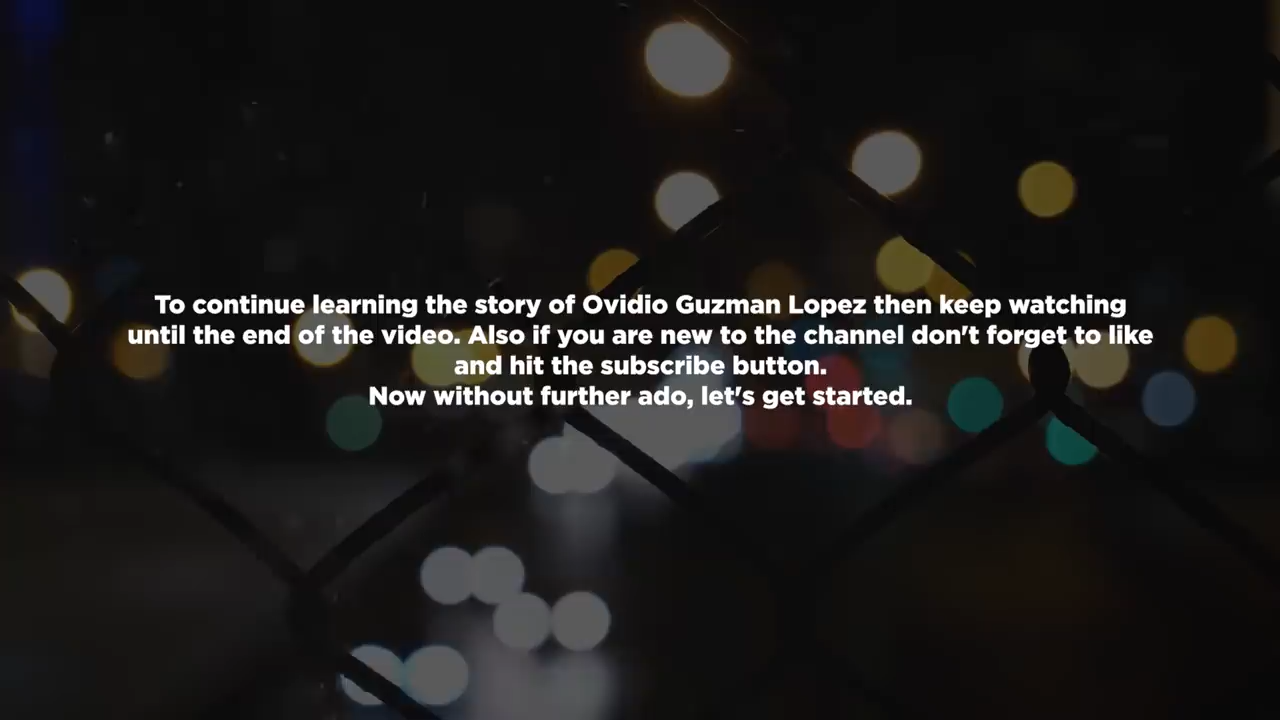 To continue learning the story of Ovidio Guzman Lopez then keep watching
until the end of the video. Also if you are new to the channel don't forget to like
and hit the subscribe button.
Now without further ado, let's get started.